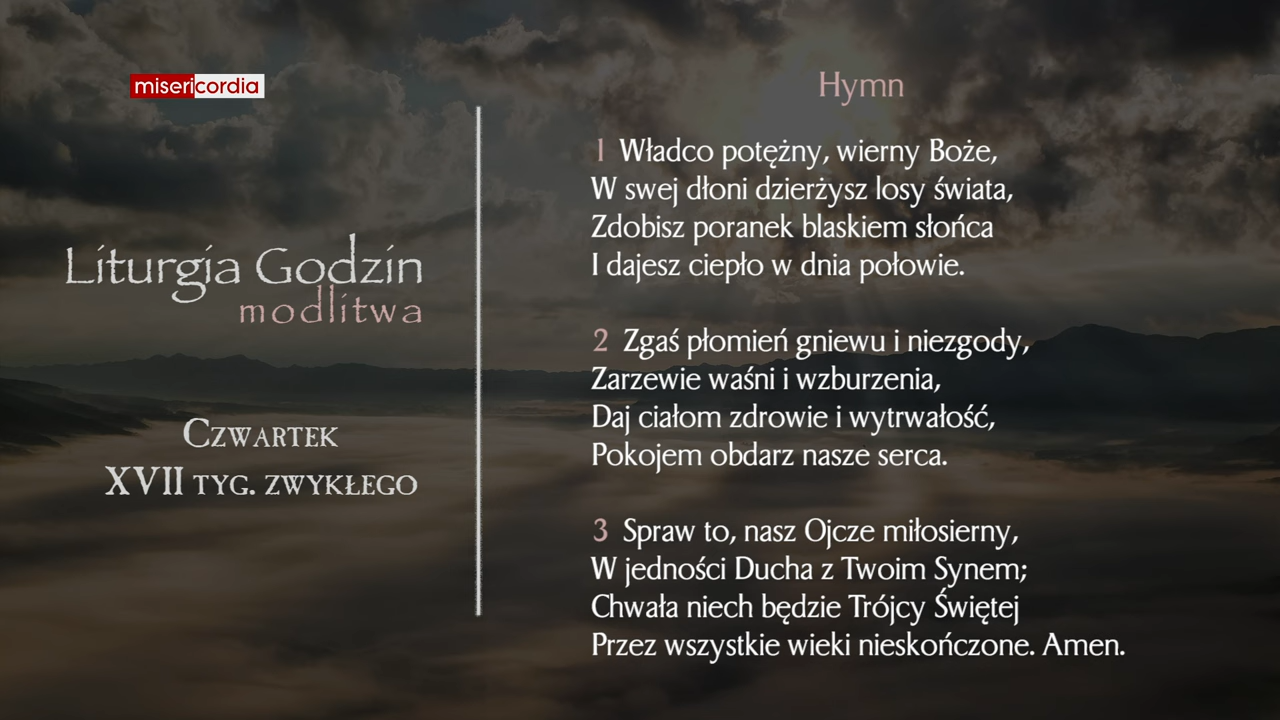 misericordia
Liturgia Godzin
modlitwa
Czwartek
XVII tyg. zwykłego
Hymn
1 Władco potężny, wierny Boże,
W swej dłoni dzierżysz losy świata,
Zdobisz poranek blaskiem słońca
I dajesz ciepło w dnia połowie.
2 Zgaś płomień gniewu i niezgody,
Zarzewie waśni i wzburzenia,
Daj ciałom zdrowie i wytrwałość,
Pokojem obdarz nasze serca.
3 Spraw to, nasz Ojcze miłosierny,
W jedności Ducha z Twoim Synem;
Chwała niech będzie Trójcy Świętej
Przez wszystkie wieki nieskończone. Amen.